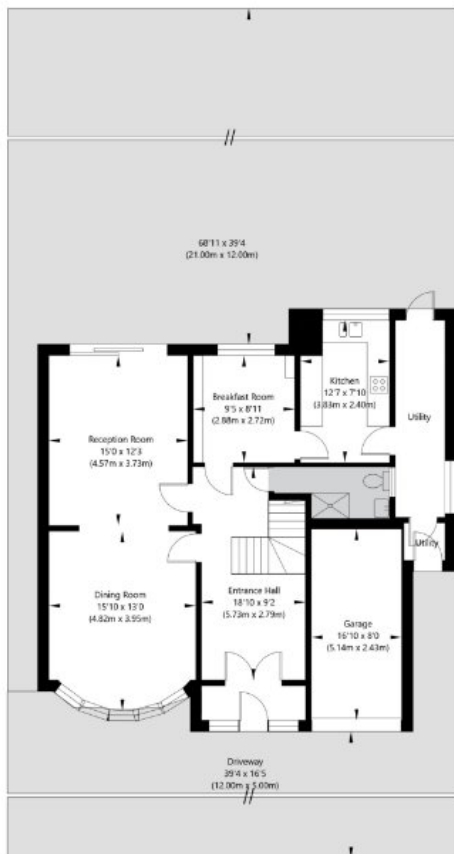 68'11 x 39'4
(21.00m x 12.00m)
Kitchen
12'7 x 7'10
(3.83m x 2.40m)
Breakfast Room
9'5 x 8'11
(2.88m x 2.72m)
Utility
Reception Room
15'0 x 12'3
(4.57m x 3.73m)
Utility
Dining Room
15'10 x 13'0
(4.82m x 3.95m)
Entrance Hall
18'10 x 9'2
(5.73m x 2.79m)
Garage
16'10 x 8'0
(5.14m x 2.43m)
Driveway
39'4 x 16'5
(12.00m x 5.00m)